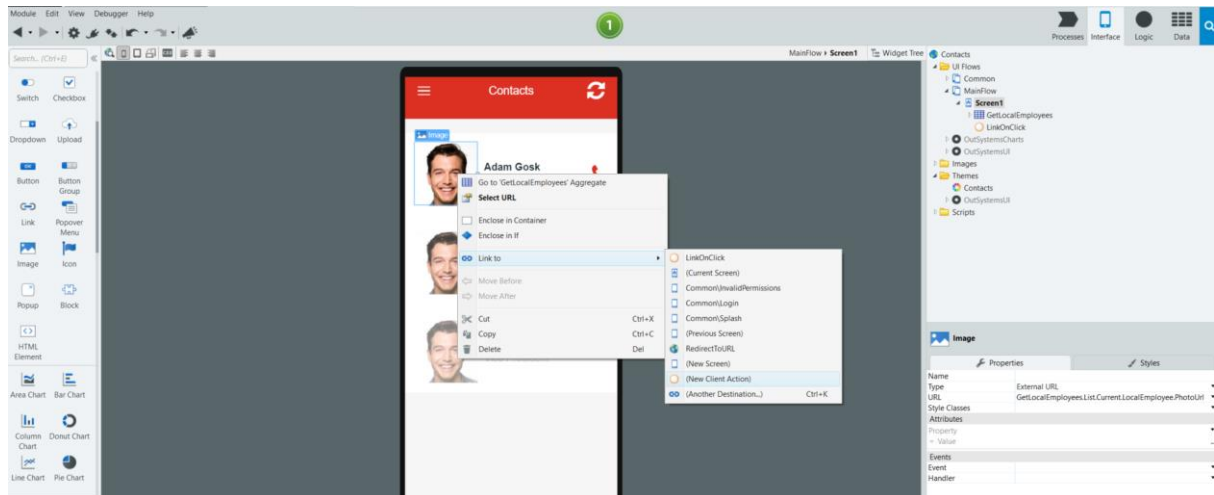 Module Edit View Debugger Help
1
Processes Interface Logic Data
Search... (Ctrl+E)
Switch Checkbox
Dropdown Upload
Button Button Group
Link Popover Menu
Image Icon
Popup Block
HTML Element
Area Chart Bar Chart
Column Chart Donut Chart
Line Chart Pie Chart
MainFlow Screen1 Widget Tree
Contacts
Image
Adam Gosk
Go to 'GetLocalEmployees' Aggregate
Select URL
Enclose in Container
Enclose in If
Link to
Move Before
Move After
Cut Ctrl+X
Copy Ctrl+C
Delete Del
LinkOnClick
(Current Screen)
Common\InvalidPermissions
Common\Login
Common\Splash
(Previous Screen)
RedirectToURL
(New Screen)
(New Client Action)
(Another Destination...) Ctrl+K
Contacts
UI Flows
Common
MainFlow
Screen1
GetLocalEmployees
LinkOnClick
OutSystemsCharts
OutSystemsUI
Images
Themes
Contacts
OutSystemsUI
Scripts
Image
Properties Styles
Name
Type External URL
URL GetLocalEmployees.List.Current.LocalEmployee.PhotoUrl
Style Classes
Attributes
Property
= Value
Events
Event
Handler